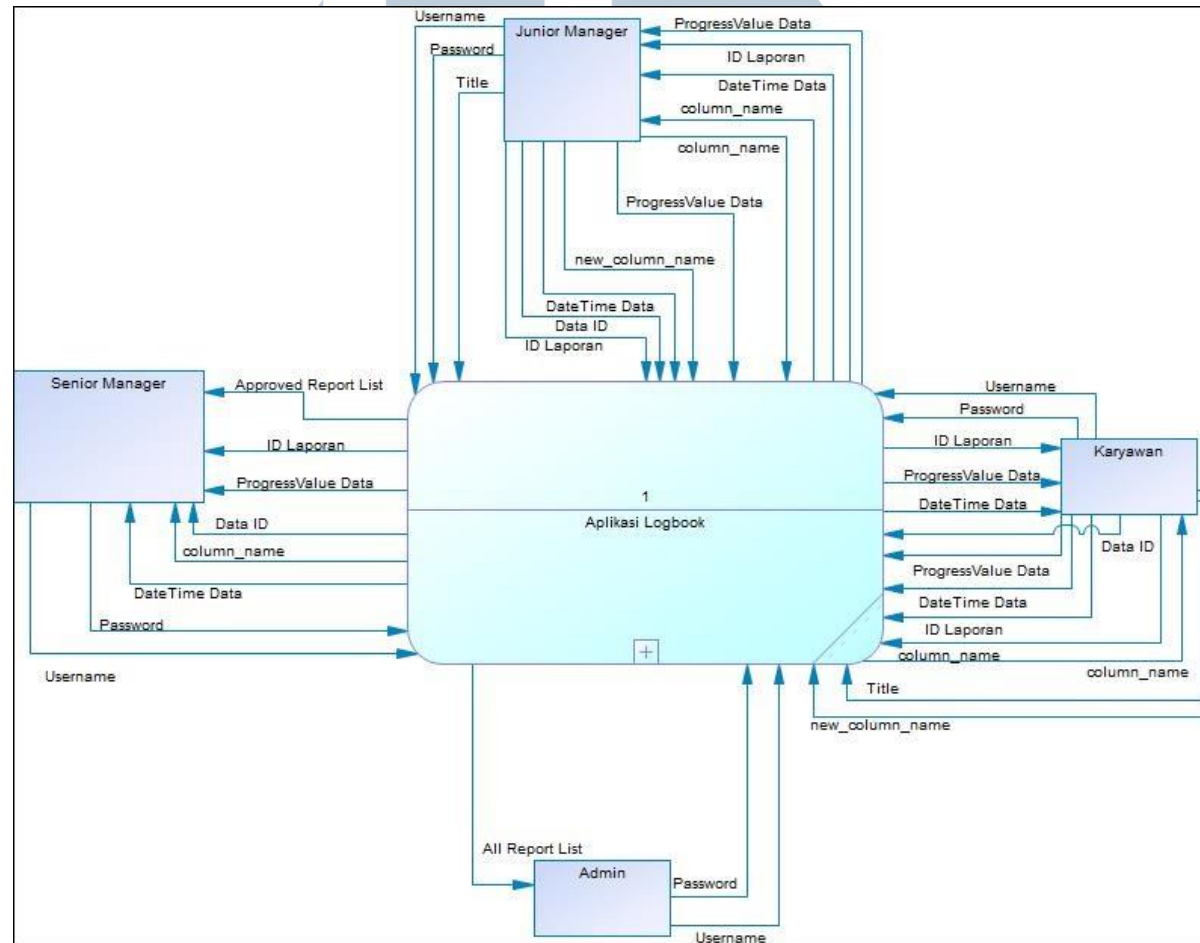 Username
Junior Manager
ProgressValue Data
Password
ID Laporan
Title
DateTime Data
column_name
column_name
ProgressValue Data
new_column_name
DateTime Data
Data ID
ID Laporan
Senior Manager
Approved Report List
Username
Password
ID Laporan
ID Laporan
Karyawan
ProgressValue Data
ProgressValue Data
1
DateTime Data
Data ID
Aplikasi Logbook
column_name
Data ID
DateTime Data
ProgressValue Data
DateTime Data
Password
ID Laporan
column_name
Username
column_name
Title
new_column_name
All Report List
Admin
Password
Username